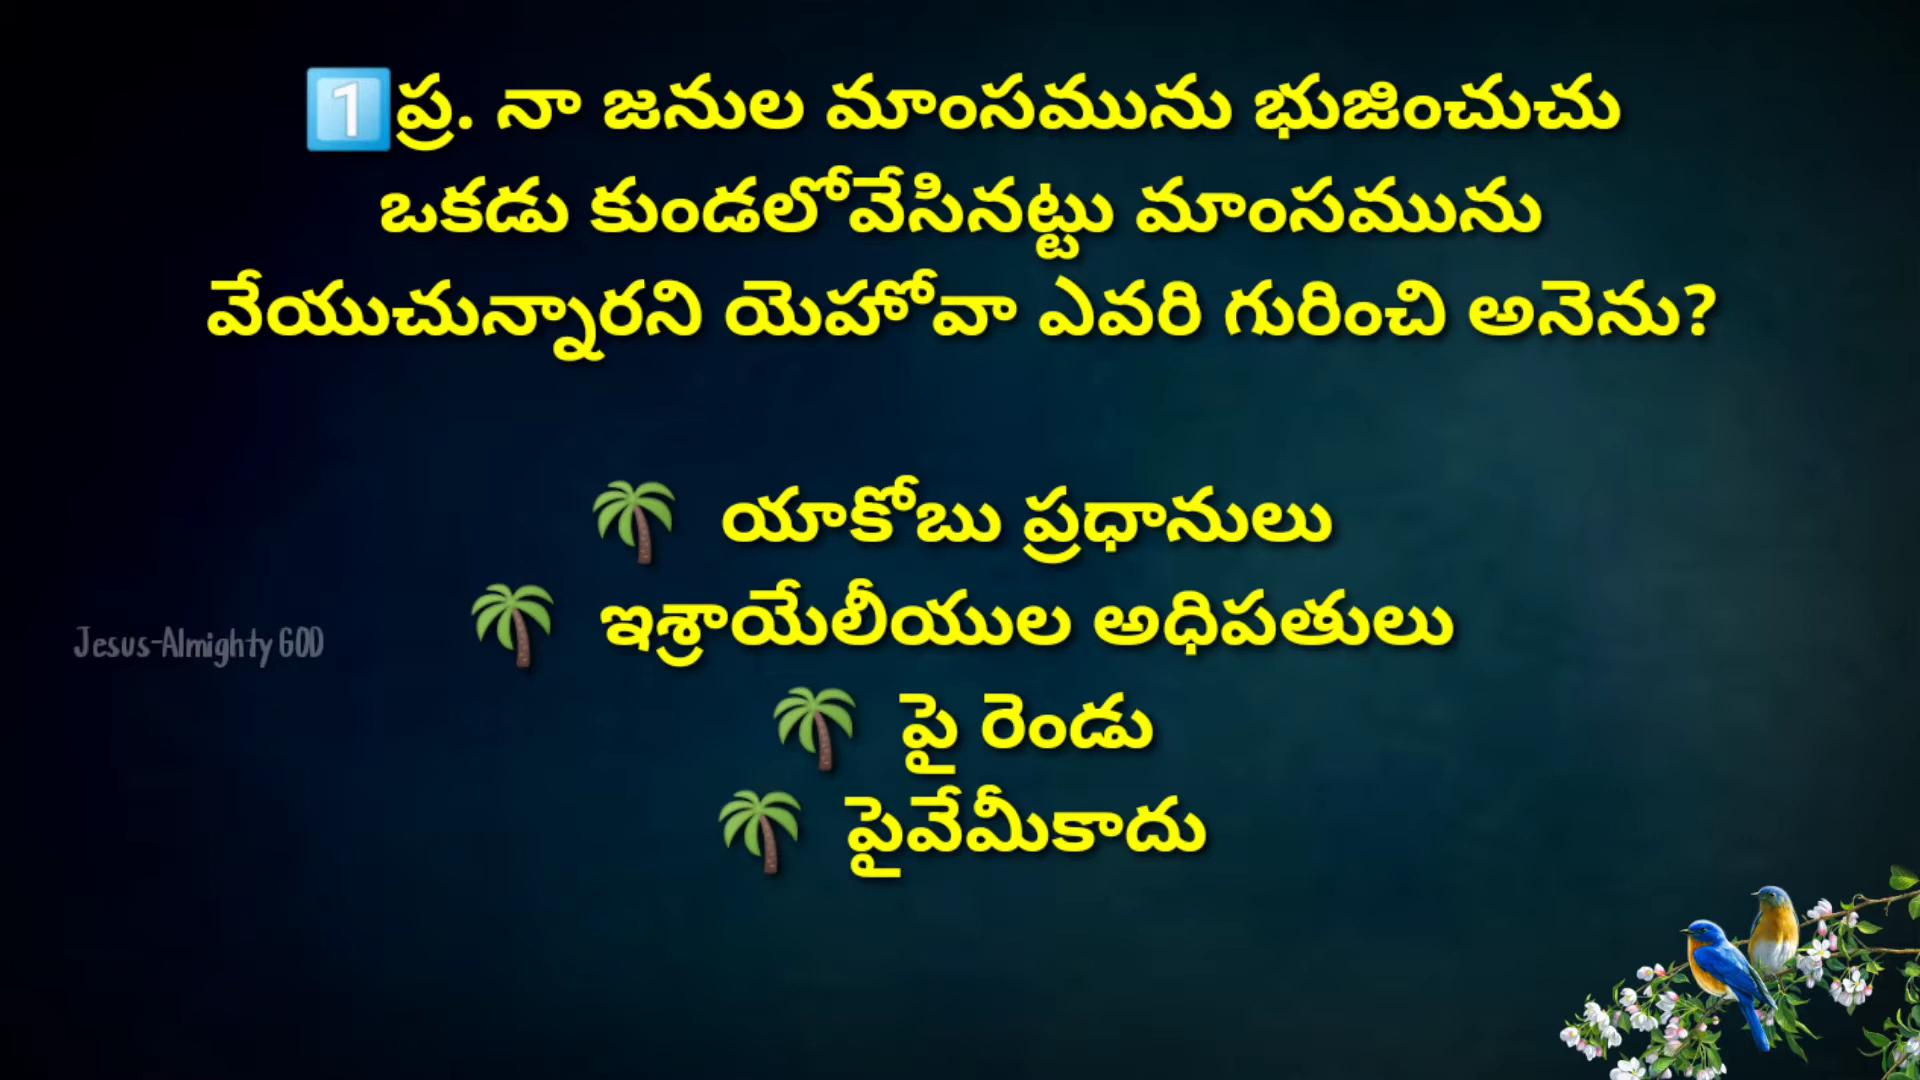 1️⃣ప్ర. నా జనుల మాంసమును భుజించుచు
ఒకడు కుండలోవేసినట్టు మాంసమును
వేయుచున్నారని యెహోవా ఎవరి గురించి అనెను?
🌴 యాకోబు ప్రధానులు
🌴 ఇశ్రాయేలీయుల అధిపతులు
Jesus-Almighty GOD
🌴 పై రెండు
🌴 పైవేమీకాదు